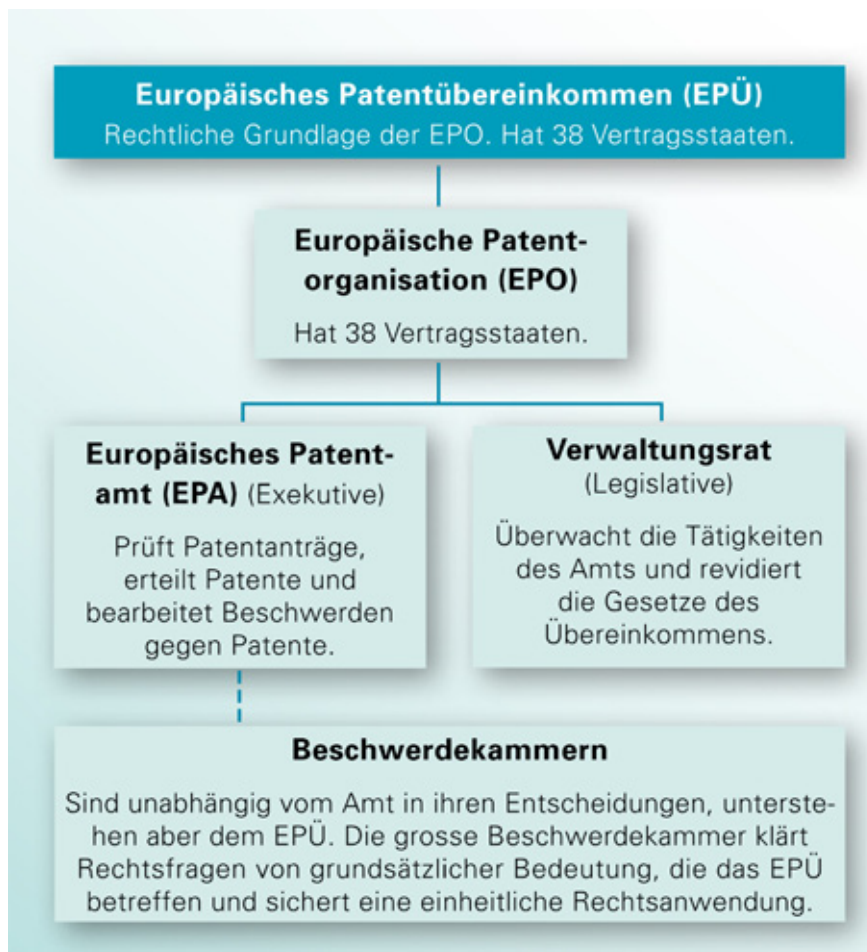 Europäisches Patentübereinkommen (EPÜ)
Rechtliche Grundlage der EPO. Hat 38 Vertragsstaaten.
Europäische Patent-
organisation (EPO)
Hat 38 Vertragsstaaten.
Europäisches Patent-
amt (EPA) (Exekutive)
Prüft Patentanträge,
erteilt Patente und
bearbeitet Beschwerden
gegen Patente.
Verwaltungsrat
(Legislative)
Überwacht die Tätigkeiten
des Amts und revidiert
die Gesetze des
Übereinkommens.
Beschwerdekammern
Sind unabhängig vom Amt in ihren Entscheidungen, unterste-
hen aber dem EPÜ. Die grosse Beschwerdekammer klärt
Rechtsfragen von grundsätzlicher Bedeutung, die das EPÜ
betreffen und sichert eine einheitliche Rechtsanwendung.